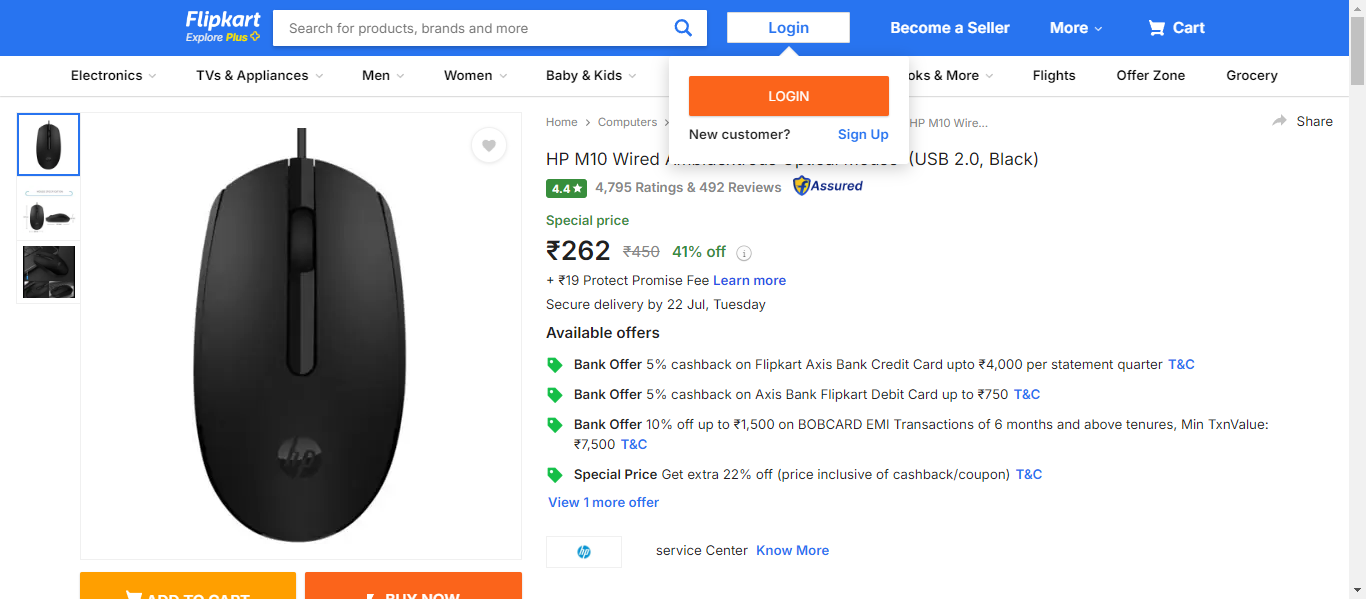 Flipkart
Explore Plus
Search for products, brands and more
Login
Become a Seller
More
Cart
Electronics
TVs & Appliances
Men
Women
Baby & Kids
oks & More
Flights
Offer Zone
Grocery
LOGIN
New customer? Sign Up
Home
Computers
HP M10 Wire...
Share
HP M10 Wired (USB 2.0, Black)
4.4 4,795 Ratings & 492 Reviews Assured
Special price
₹262 ₹450 41% off
+ ₹19 Protect Promise Fee Learn more
Secure delivery by 22 Jul, Tuesday
Available offers
Bank Offer 5% cashback on Flipkart Axis Bank Credit Card upto ₹4,000 per statement quarter T&C
Bank Offer 5% cashback on Axis Bank Flipkart Debit Card up to ₹750 T&C
Bank Offer 10% off up to ₹1,500 on BOBCARD EMI Transactions of 6 months and above tenures, Min TxnValue:
₹7,500 T&C
Special Price Get extra 22% off (price inclusive of cashback/coupon) T&C
View 1 more offer
hp
hp
service Center Know More
ADD TO CART
BUY NOW